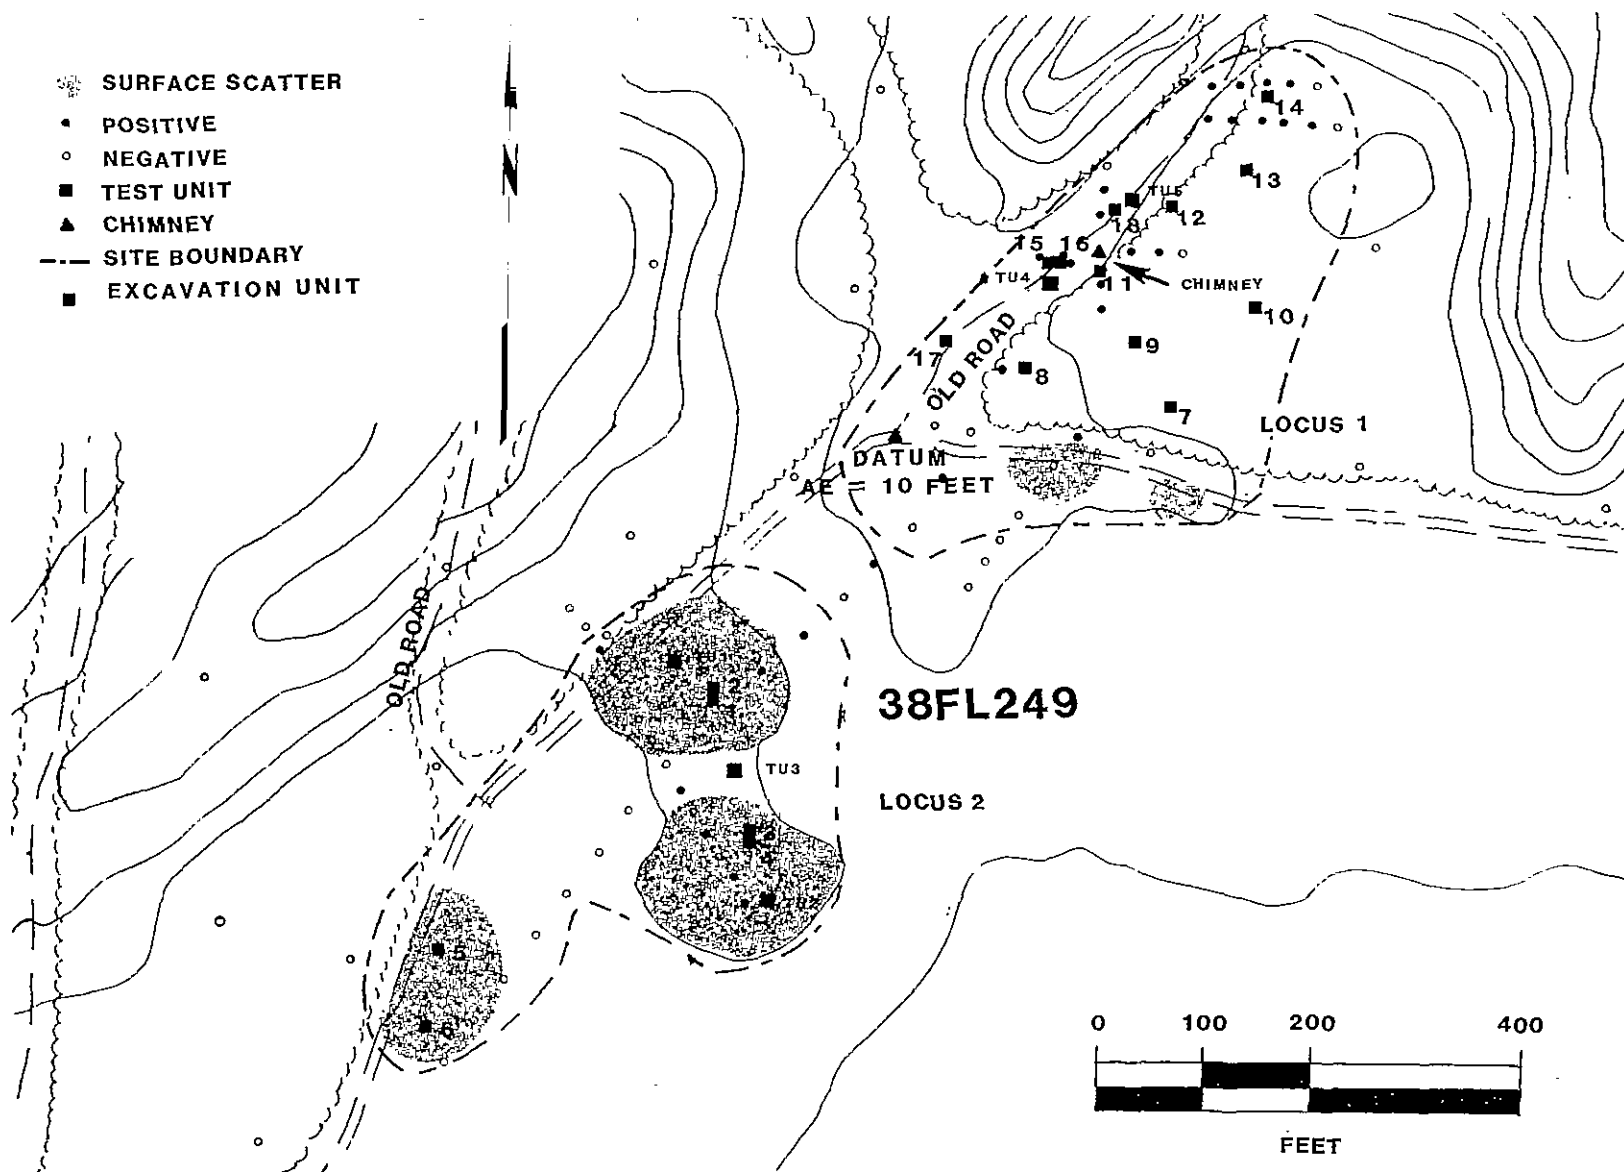 SURFACE SCATTER
POSITIVE
NEGATIVE
TEST UNIT
CHIMNEY
SITE BOUNDARY
EXCAVATION UNIT
N
14
13
TU5
12
18
15 16
TU4
11
CHIMNEY
10
17
9
8
OLD ROAD
7
LOCUS 1
DATUM
AE = 10 FEET
OLD ROAD
TU1
2
38FL249
TU3
LOCUS 2
5
6
0 100 200 400
FEET